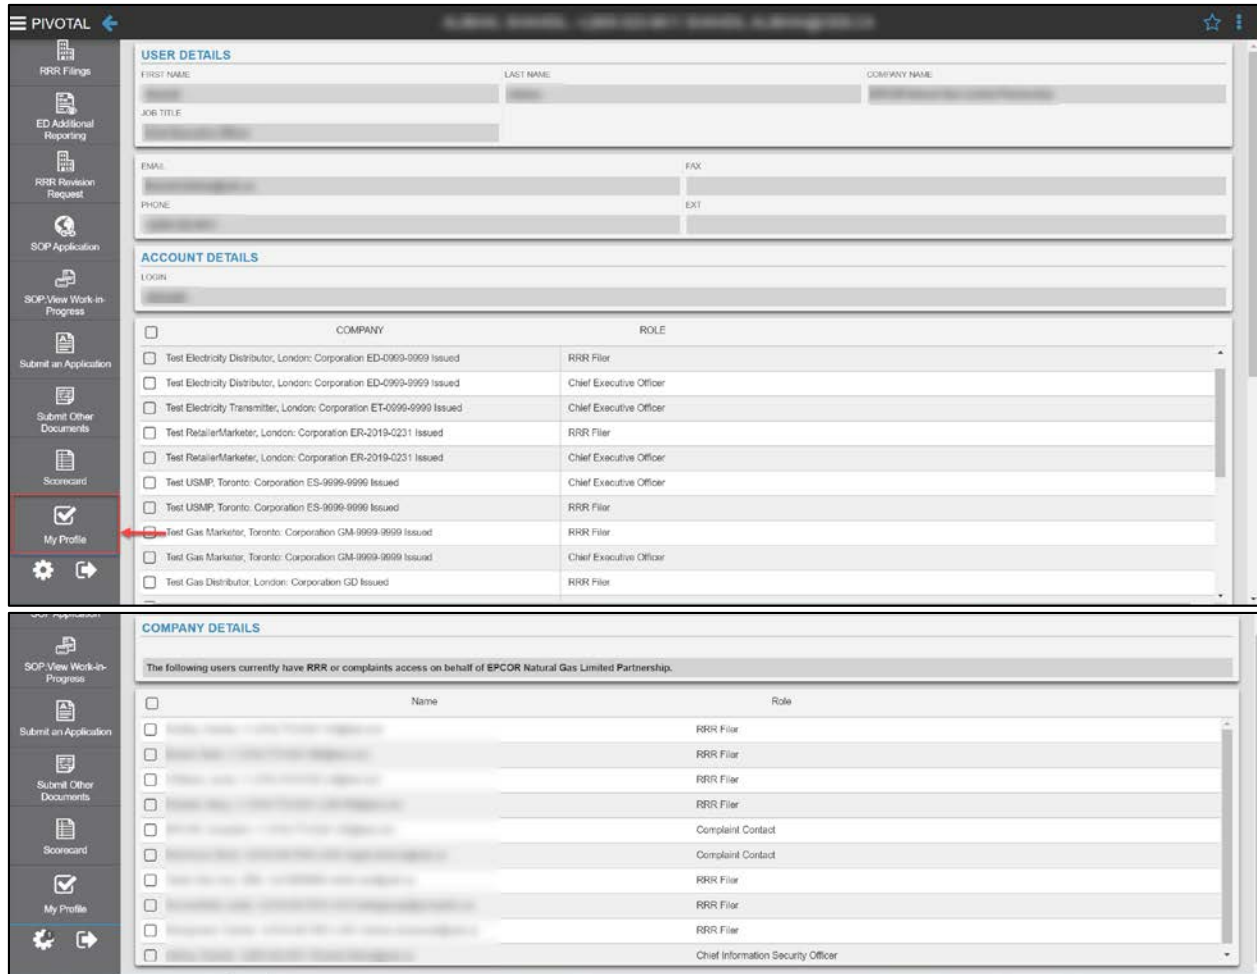 PIVOTAL
RRR Filings
ED Additional
Reporting
RRR Revision
Request
SOP Application
SOP:View Work-in-
Progress
Submit an Application
Submit Other
Documents
Scorecard
My Profile
USER DETAILS
FIRST NAME LAST NAME COMPANY NAME
JOB TITLE
EMAIL FAX
PHONE EXT
ACCOUNT DETAILS
LOGIN
COMPANY ROLE
Test Electricity Distributor, London: Corporation ED-0999-9999 Issued RRR Filer
Test Electricity Distributor, London: Corporation ED-0999-9999 Issued Chief Executive Officer
Test Electricity Transmitter, London: Corporation ET-0999-9999 Issued Chief Executive Officer
Test RetailerMarketer, London: Corporation ER-2019-0231 Issued RRR Filer
Test RetailerMarketer, London: Corporation ER-2019-0231 Issued Chief Executive Officer
Test USMP, Toronto: Corporation ES-9999-9999 Issued Chief Executive Officer
Test USMP, Toronto: Corporation ES-9999-9999 Issued RRR Filer
Test Gas Marketer, Toronto: Corporation GM-9999-9999 Issued RRR Filer
Test Gas Marketer, Toronto: Corporation GM-9999-9999 Issued Chief Executive Officer
Test Gas Distributor, London: Corporation GD Issued RRR Filer
SOP Application
SOP:View Work-in-
Progress
Submit an Application
Submit Other
Documents
Scorecard
My Profile
COMPANY DETAILS
The following users currently have RRR or complaints access on behalf of EPCOR Natural Gas Limited Partnership.
Name Role
RRR Filer
RRR Filer
RRR Filer
RRR Filer
Complaint Contact
Complaint Contact
RRR Filer
RRR Filer
RRR Filer
Chief Information Security Officer